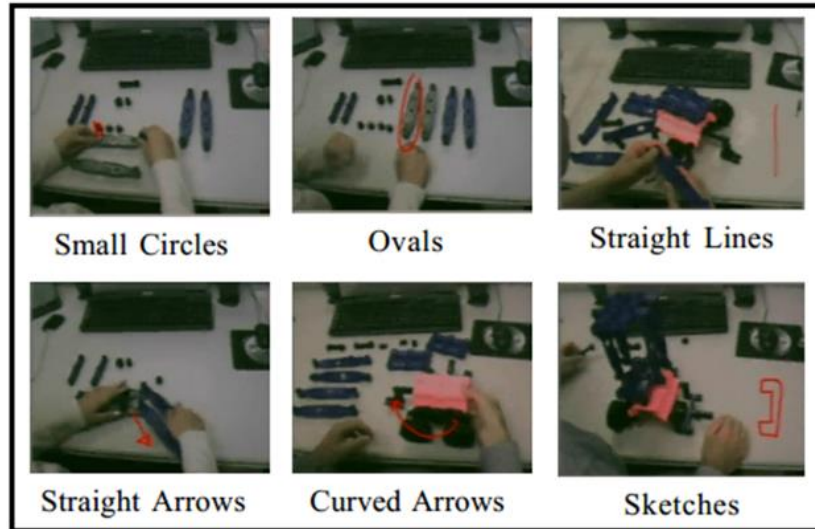 Small Circles
Ovals
Straight Lines
Straight Arrows
Curved Arrows
Sketches